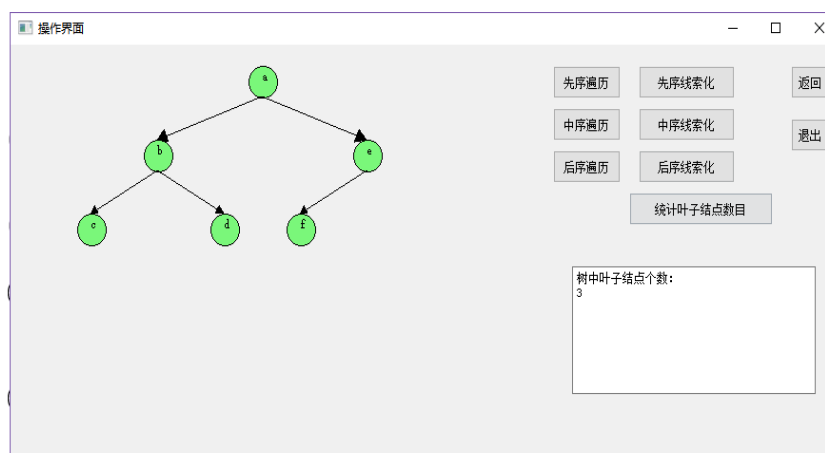 操作界面
a
b
e
c
d
f
先序遍历
先序线索化
返回
中序遍历
中序线索化
退出
后序遍历
后序线索化
统计叶子结点数目
树中叶子结点个数:
3